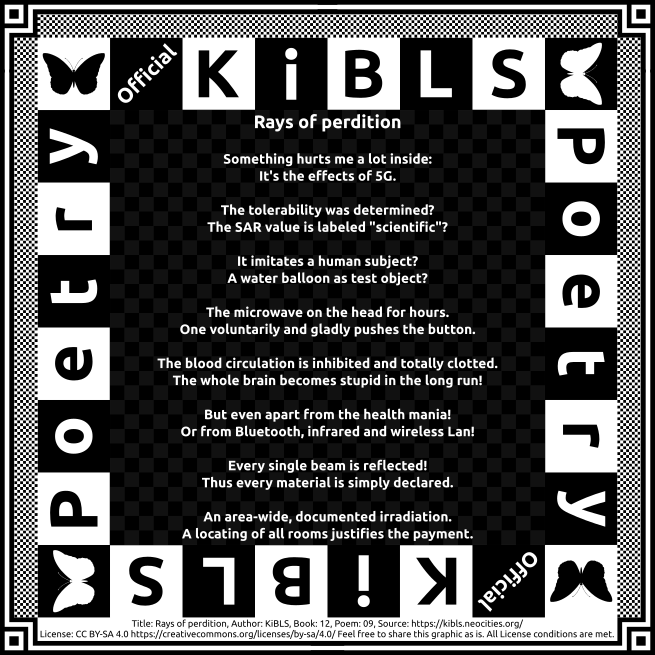 Official KiBLS
Poetry
Poetry
Rays of perdition
Something hurts me a lot inside:
It's the effects of 5G.
The tolerability was determined?
The SAR value is labeled "scientific"?
It imitates a human subject?
A water balloon as test object?
The microwave on the head for hours.
One voluntarily and gladly pushes the button.
The blood circulation is inhibited and totally clotted.
The whole brain becomes stupid in the long run!
But even apart from the health mania!
Or from Bluetooth, infrared and wireless Lan!
Every single beam is reflected!
Thus every material is simply declared.
An area-wide, documented irradiation.
A locating of all rooms justifies the payment.
Official KiBLS
Title: Rays of perdition, Author: KiBLS, Book: 12, Poem: 09, Source: https://kibls.neocities.org/
License: CC BY-SA 4.0 https://creativecommons.org/licenses/by-sa/4.0/ Feel free to share this graphic as is. All License conditions are met.